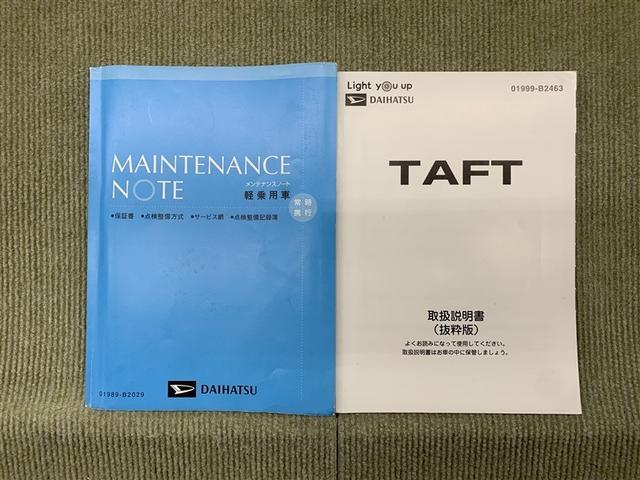 MAINTENANCE
NOTE
メンテナンスノート
軽乗用車
常時
携行
•保証書 •点検整備方式 •サービス網 •点検整備記録簿
DAIHATSU
01989-B2029
Light you up
DAIHATSU
01999-B2463
TAFT
取扱説明書
(抜粋版)
よくお読みになって使用してください。
取扱説明書はお車の中に保管しましょう。